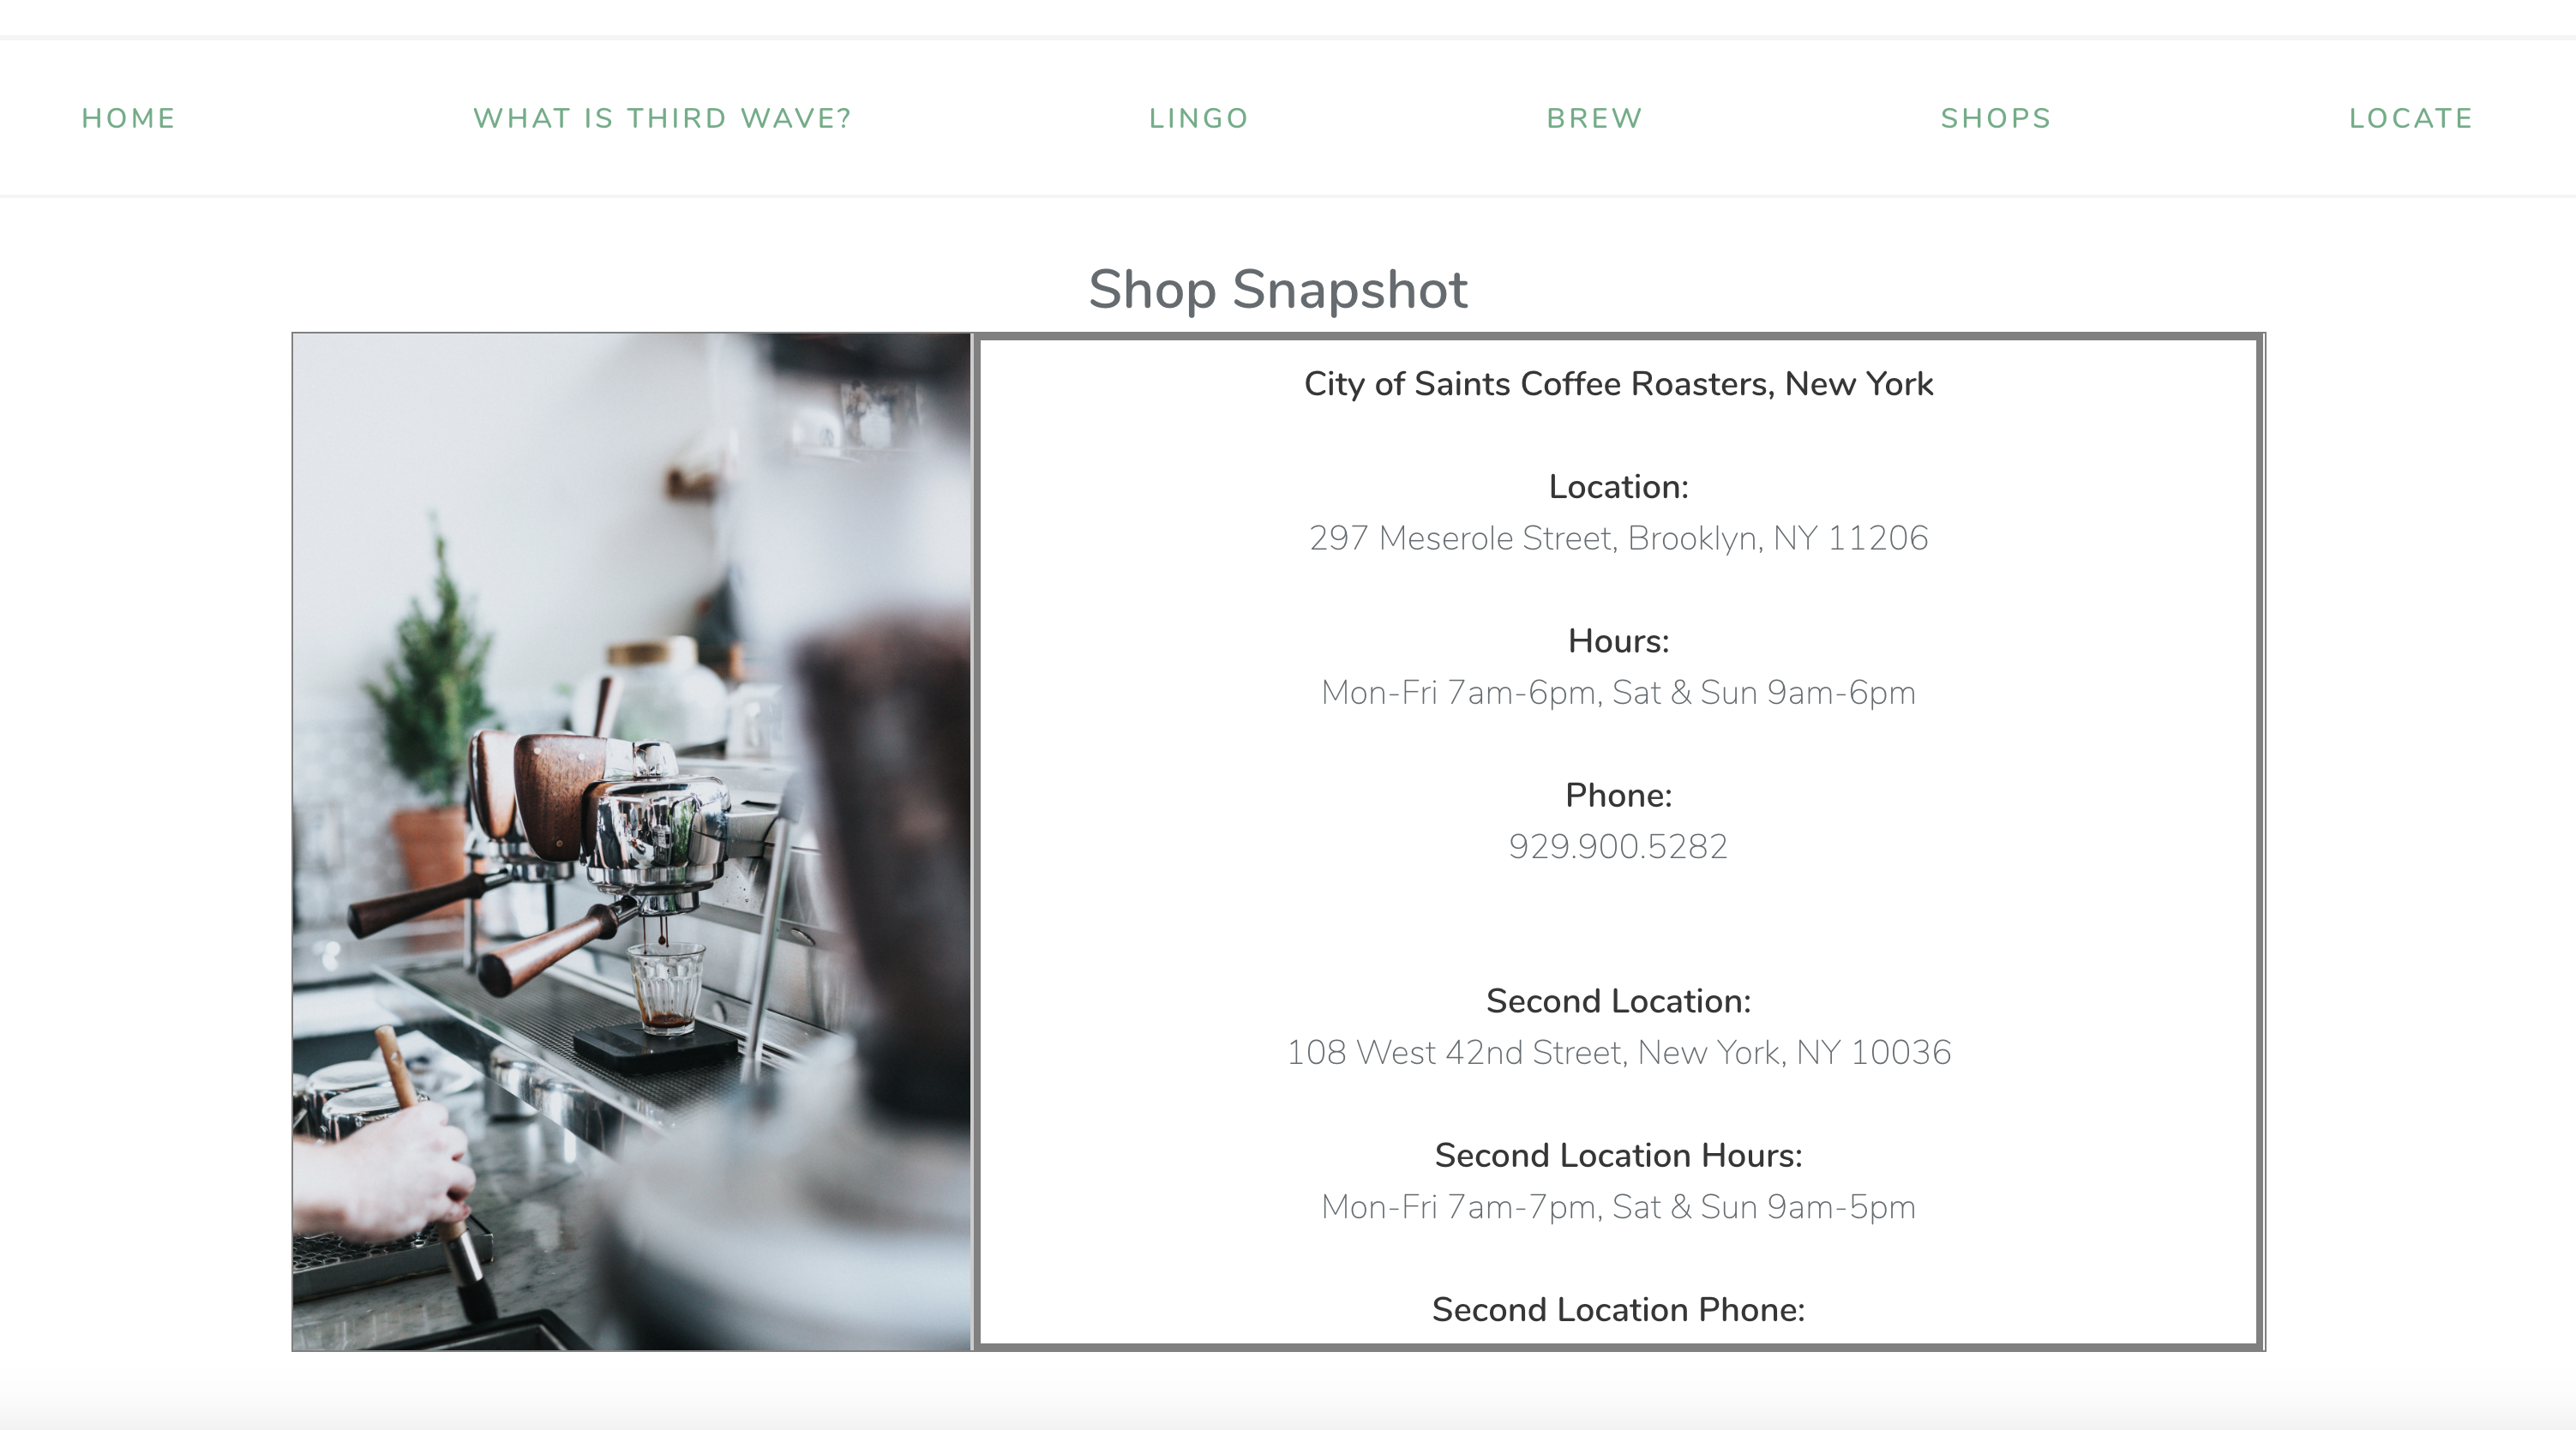 HOME
WHAT IS THIRD WAVE?
LINGO
BREW
SHOPS
LOCATE
Shop Snapshot
City of Saints Coffee Roasters, New York
Location:
297 Meserole Street, Brooklyn, NY 11206
Hours:
Mon-Fri 7am-6pm, Sat & Sun 9am-6pm
Phone:
929.900.5282
Second Location:
108 West 42nd Street, New York, NY 10036
Second Location Hours:
Mon-Fri 7am-7pm, Sat & Sun 9am-5pm
Second Location Phone: